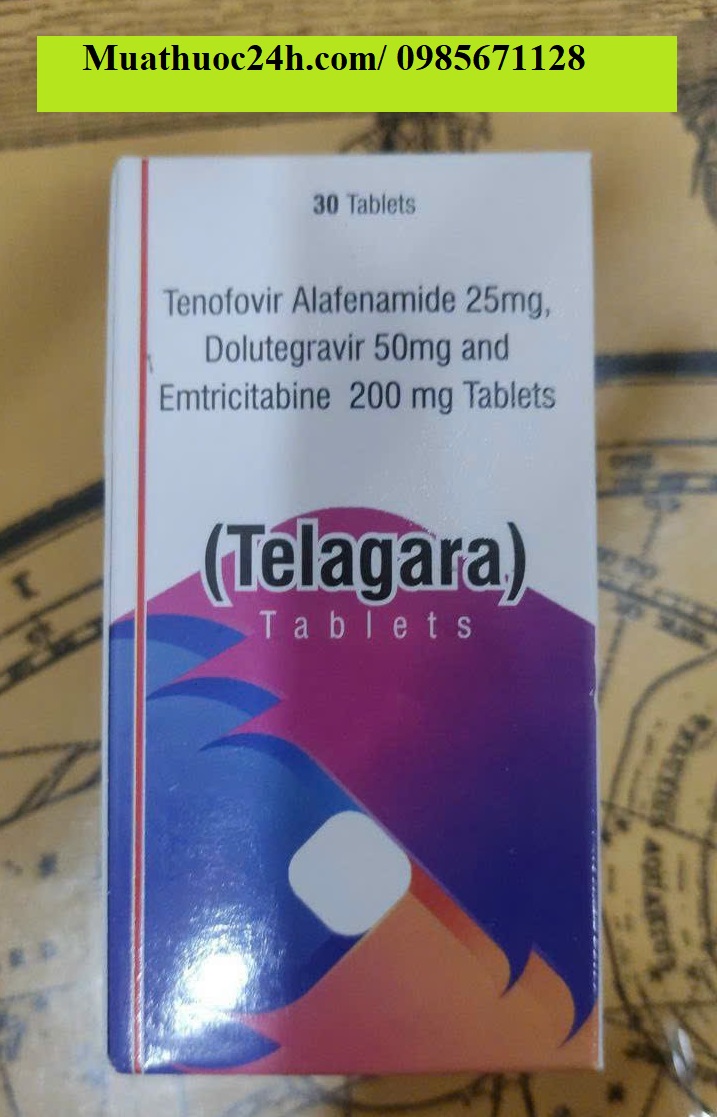 Muathuoc24h.com/ 0985671128
30 Tablets
Tenofovir Alafenamide 25mg,
Dolutegravir 50mg and
Emtricitabine 200 mg Tablets
(Telagara)
Tablets